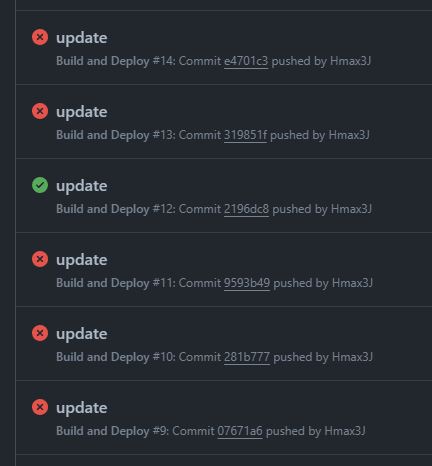 update
Build and Deploy #14: Commit e4701c3 pushed by Hmax3J
update
Build and Deploy #13: Commit 319851f pushed by Hmax3J
update
Build and Deploy #12: Commit 2196dc8 pushed by Hmax3J
update
Build and Deploy #11: Commit 9593b49 pushed by Hmax3J
update
Build and Deploy #10: Commit 281b777 pushed by Hmax3J
update
Build and Deploy #9: Commit 07671a6 pushed by Hmax3J